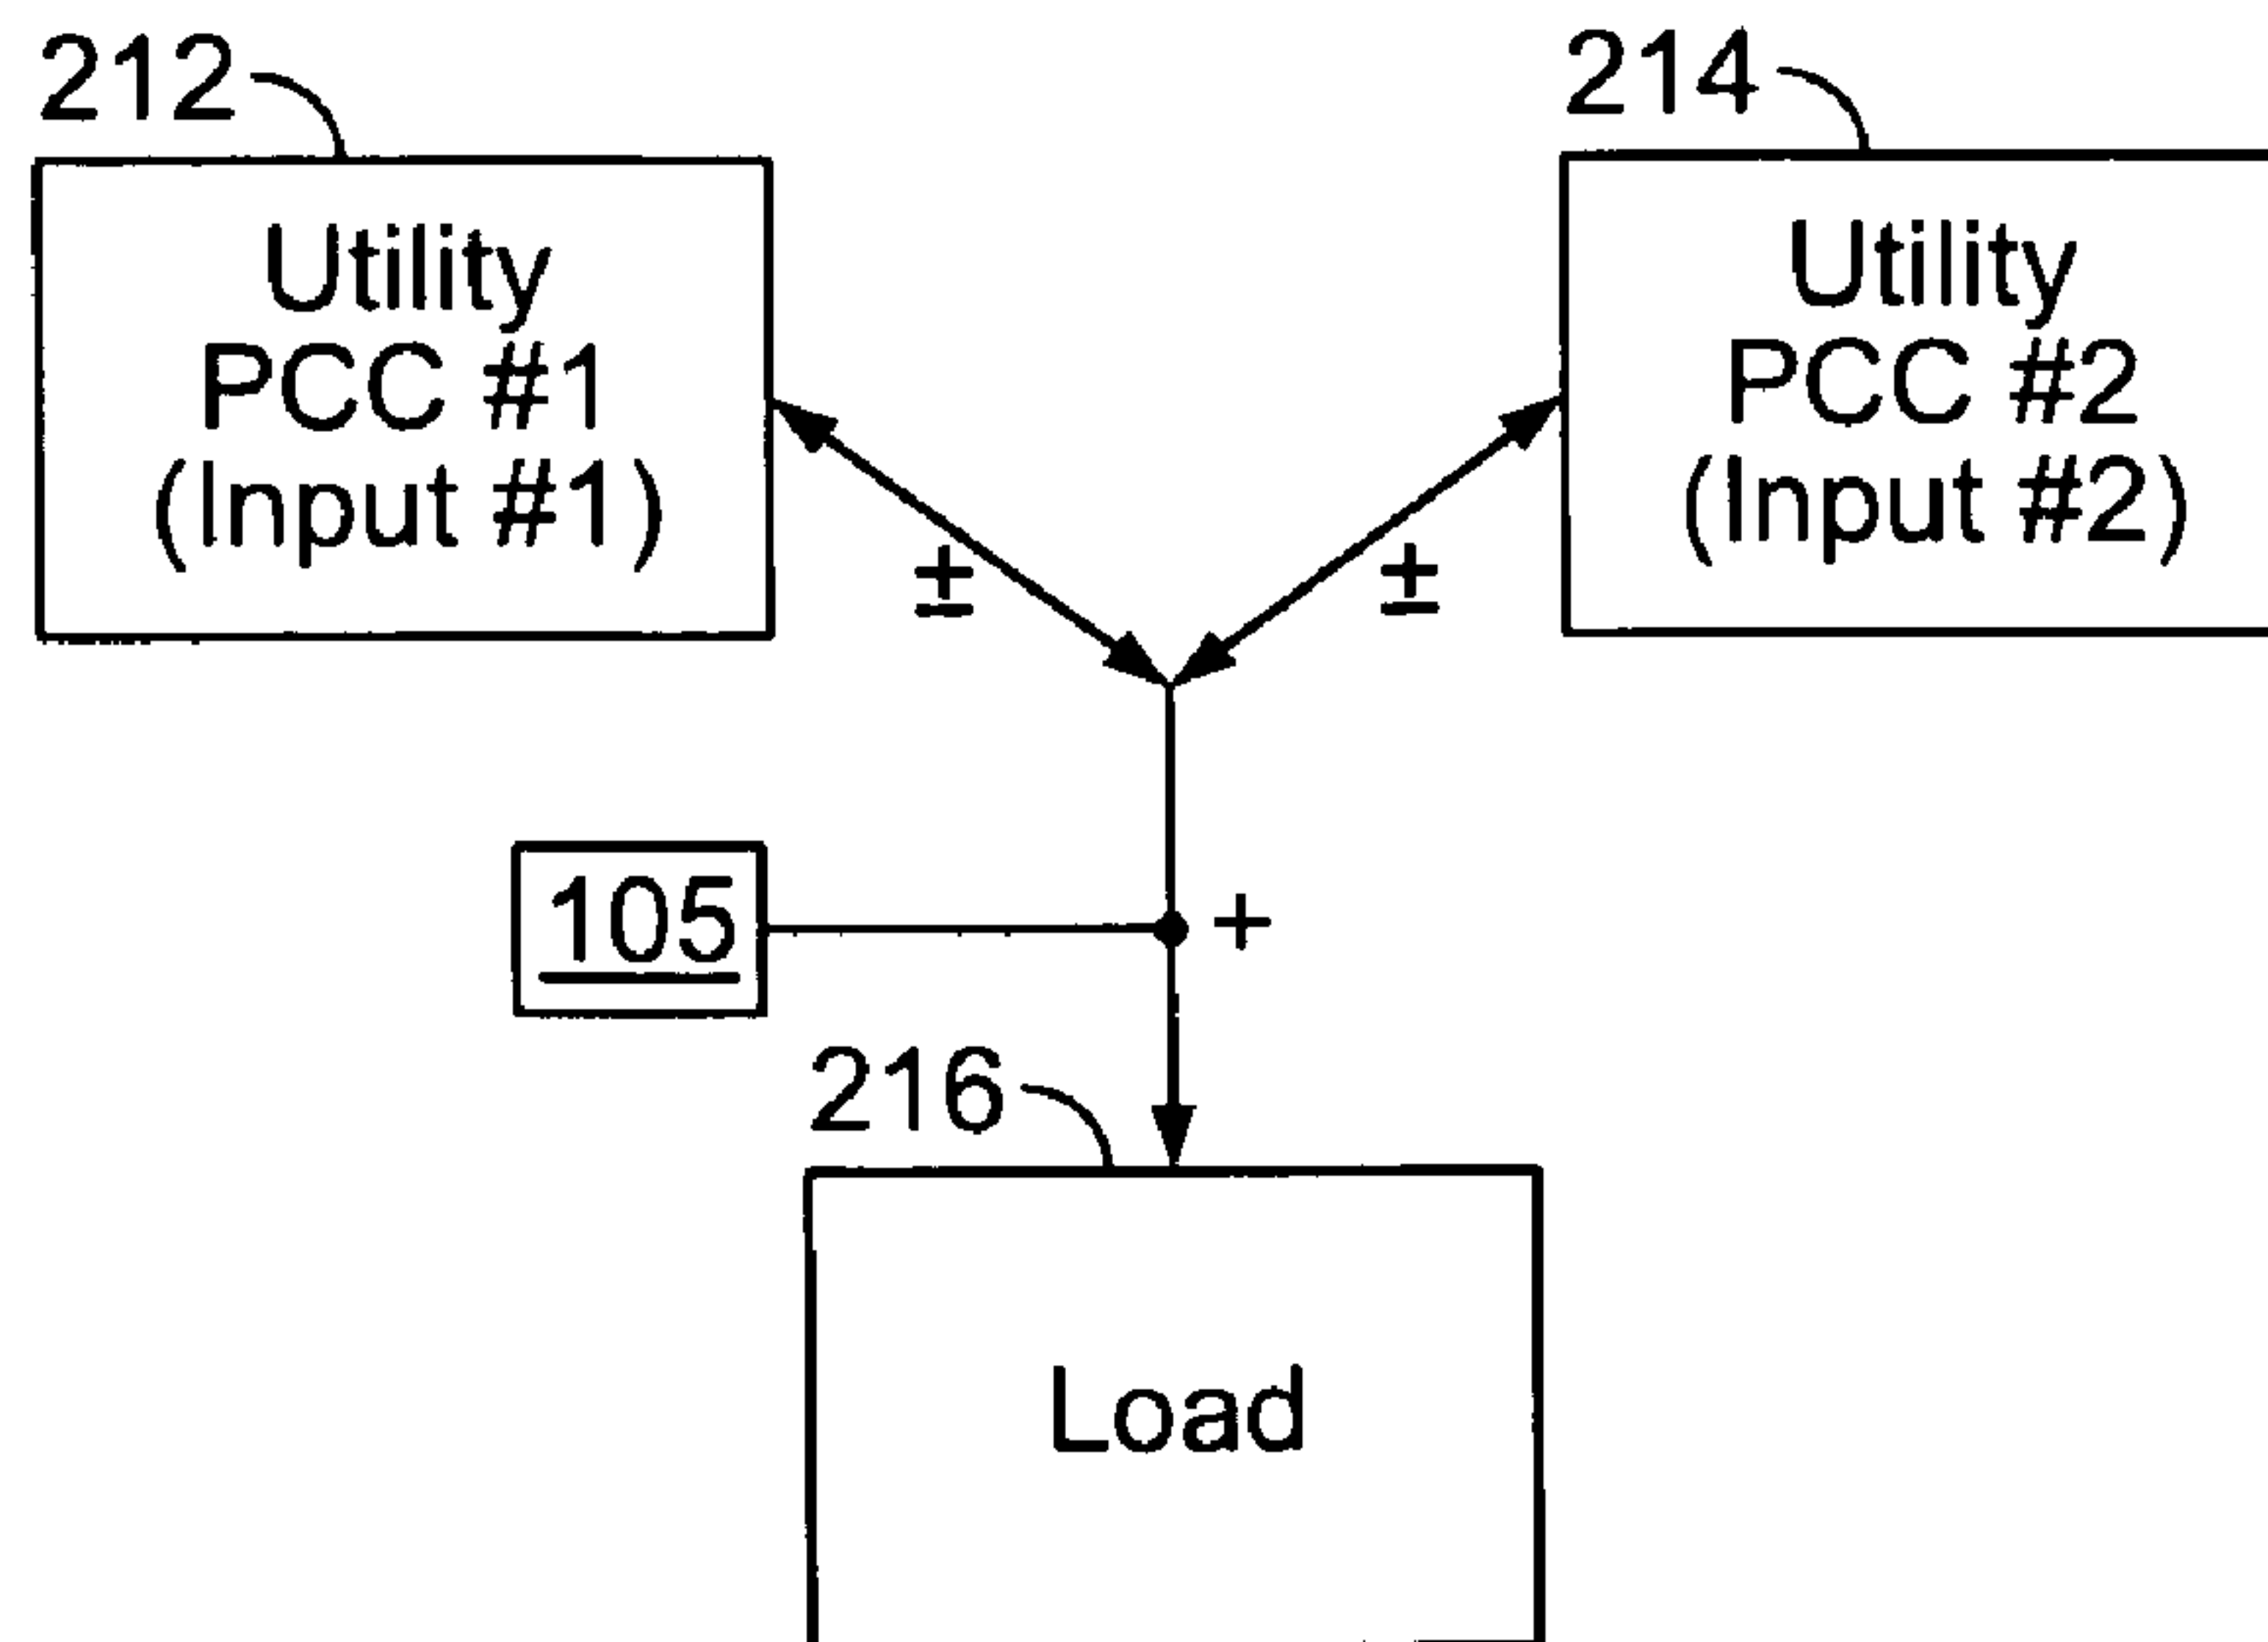 212
214
Utility
PCC #1
(Input #1)
Utility
PCC #2
(Input #2)
±
±
105
+
216
Load